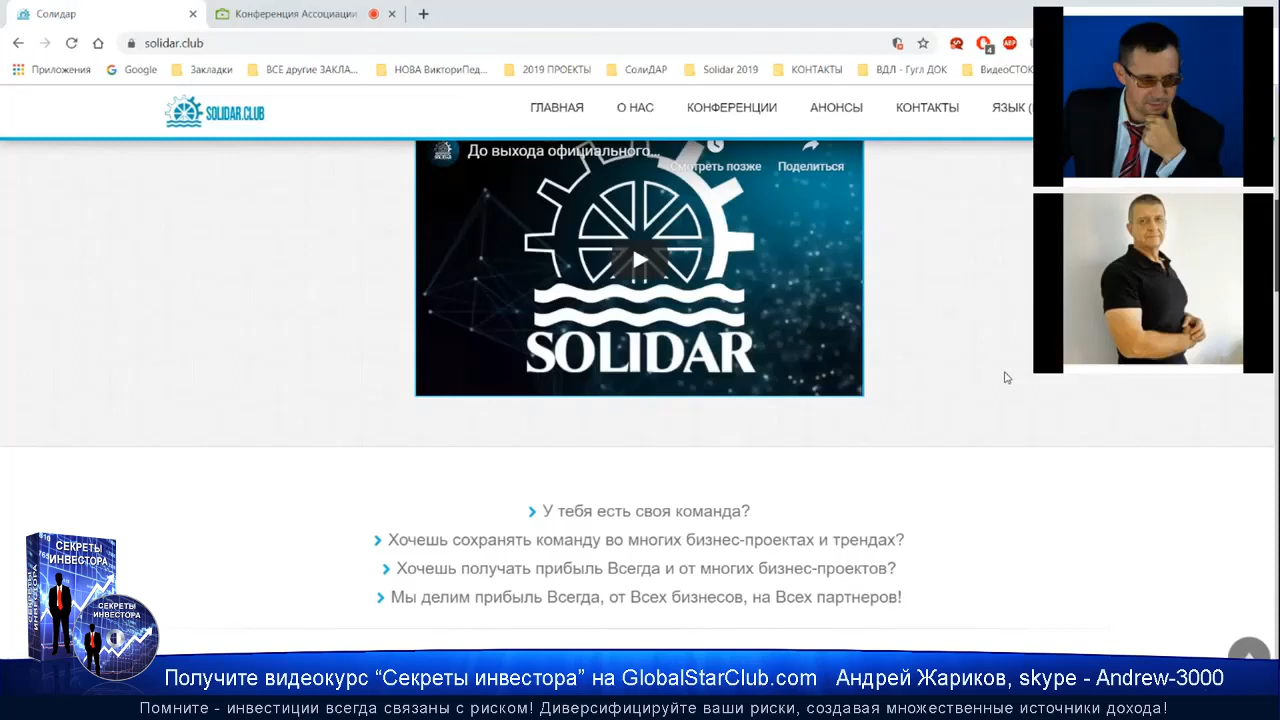 Солидар
Конференция Ассоциации
solidar.club
Приложения
Google
Закладки
ВСЕ другие ЗАКЛА...
НОВА ВикториПед...
2019 ПРОЕКТЫ
СолиДАР
Solidar 2019
КОНТАКТЫ
ВДЛ - Гугл ДОК
ВидеоСТОК
SOLIDAR.CLUB
ГЛАВНАЯ
О НАС
КОНФЕРЕНЦИИ
АНОНСЫ
КОНТАКТЫ
ЯЗЫК (
До выхода официального...
Смотреть позже
Поделиться
SOLIDAR
У тебя есть своя команда?
Хочешь сохранять команду во многих бизнес-проектах и трендах?
Хочешь получать прибыль Всегда и от многих бизнес-проектов?
Мы делим прибыль Всегда, от Всех бизнесов, на Всех партнеров!
СЕКРЕТЫ
ИНВЕСТОРА
СЕКРЕТЫ
ИНВЕСТОРА
Получите видеокурс “Секреты инвестора” на GlobalStarClub.com Андрей Жариков, skype - Andrew-3000
Помните - инвестиции всегда связаны с риском! Диверсифицируйте ваши риски, создавая множественные источники дохода!